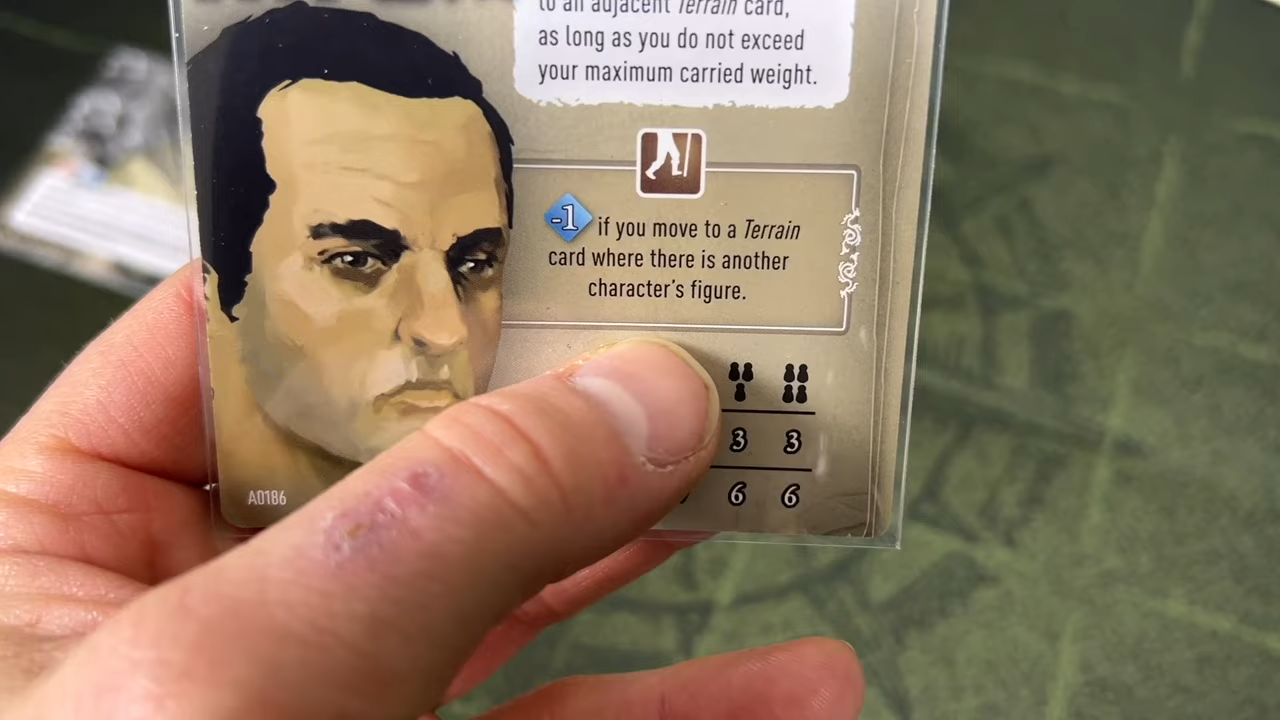 to an adjacent Terrain card,
as long as you do not exceed
your maximum carried weight.
-1 if you move to a Terrain
card where there is another
character's figure.
3 3
6 6
A0186